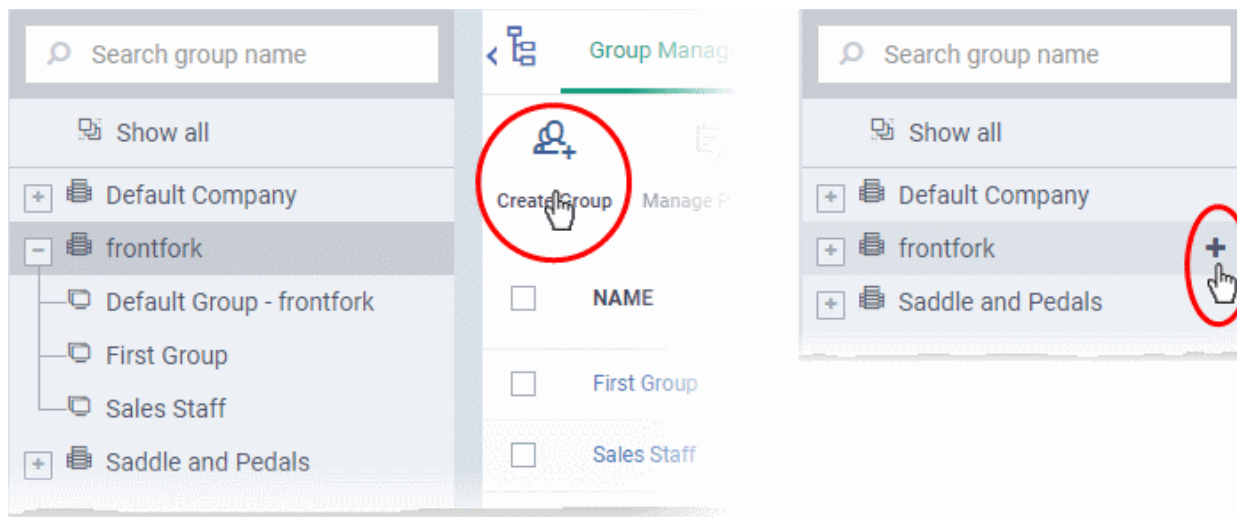 Search group name
Show all
Default Company
frontfork
Default Group - frontfork
First Group
Sales Staff
Saddle and Pedals
Group Manag
Create Group
Manage
NAME
First Group
Sales Staff
Search group name
Show all
Default Company
frontfork
Saddle and Pedals